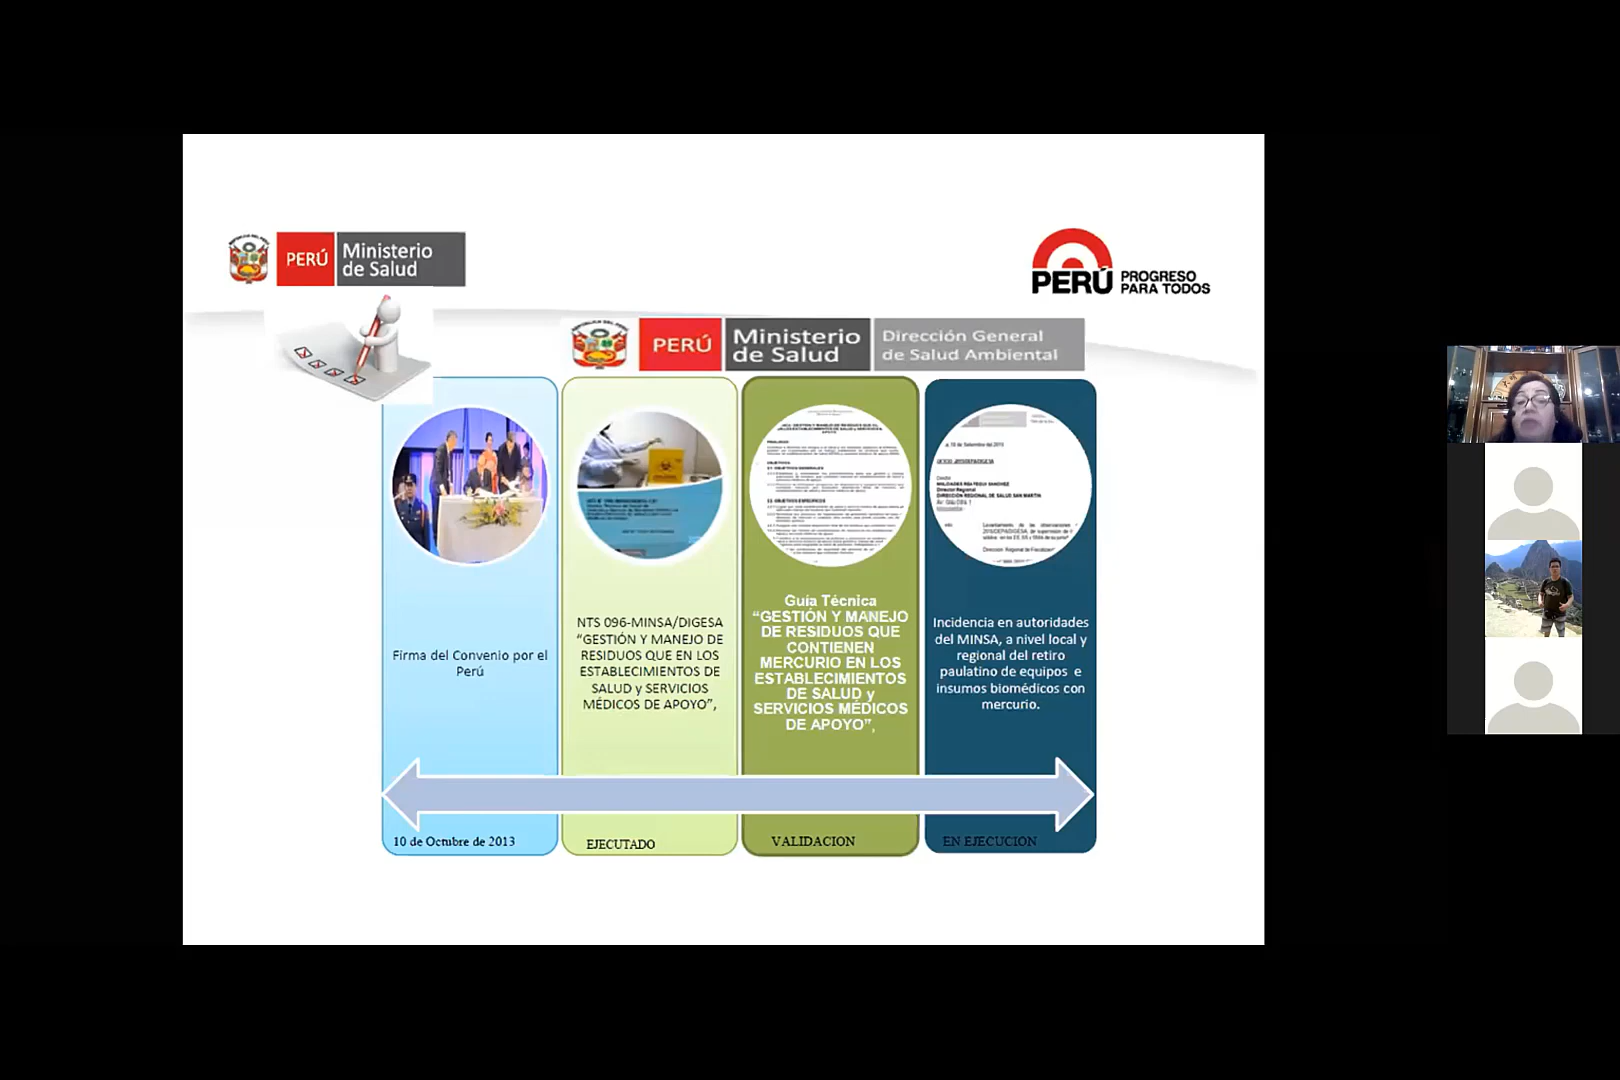 PERÚ
Ministerio
de Salud
PERÚ PROGRESO
PARA TODOS
PERÚ
Ministerio
de Salud
Dirección General
de Salud Ambiental
Firma del Convenio por el
Perú
10 de Octubre de 2013
NTS 096-MINSA/DIGESA
“GESTIÓN Y MANEJO DE
RESIDUOS QUE EN LOS
ESTABLECIMIENTOS DE
SALUD y SERVICIOS
MÉDICOS DE APOYO”,
EJECUTADO
Guía Técnica
“GESTIÓN Y MANEJO
DE RESIDUOS QUE
CONTIENEN
MERCURIO EN LOS
ESTABLECIMIENTOS
DE SALUD y
SERVICIOS MÉDICOS
DE APOYO”,
VALIDACION
Incidencia en autoridades
del MINSA, a nivel local y
regional del retiro
paulatino de equipos e
insumos biomédicos con
mercurio.
EN EJECUCION